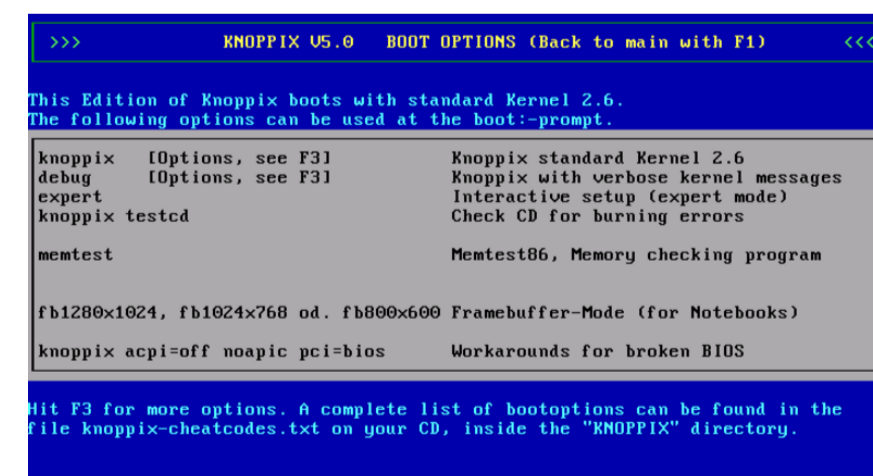 >>> KNOPPIX V5.0 BOOT OPTIONS (Back to main with F1) <<<
This Edition of Knoppix boots with standard Kernel 2.6.
The following options can be used at the boot:-prompt.
knoppix [Options, see F3] Knoppix standard Kernel 2.6
debug [Options, see F3] Knoppix with verbose kernel messages
expert Interactive setup (expert mode)
knoppix testcd Check CD for burning errors
memtest Memtest86, Memory checking program
fb1280x1024, fb1024x768 od. fb800x600 Framebuffer-Mode (for Notebooks)
knoppix acpi=off noapic pci=bios Workarounds for broken BIOS
Hit F3 for more options. A complete list of bootoptions can be found in the
file knoppix-cheatcodes.txt on your CD, inside the "KNOPPIX" directory.